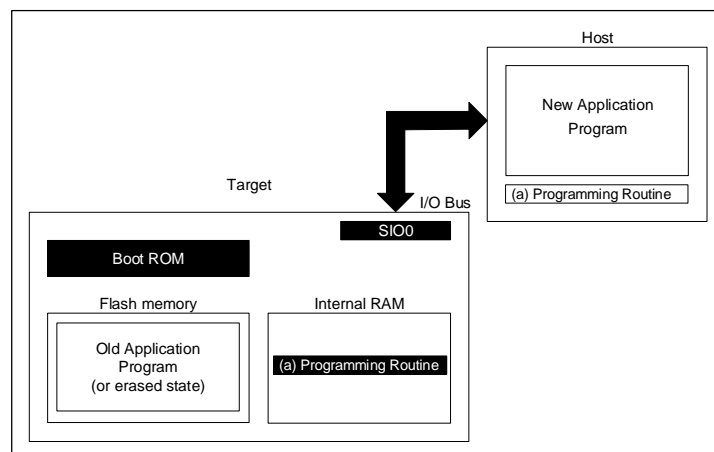 Host
New Application
Program
(a) Programming Routine
Target
I/O Bus
SIO0
Boot ROM
Flash memory
Internal RAM
Old Application
Program
(or erased state)
(a) Programming Routine